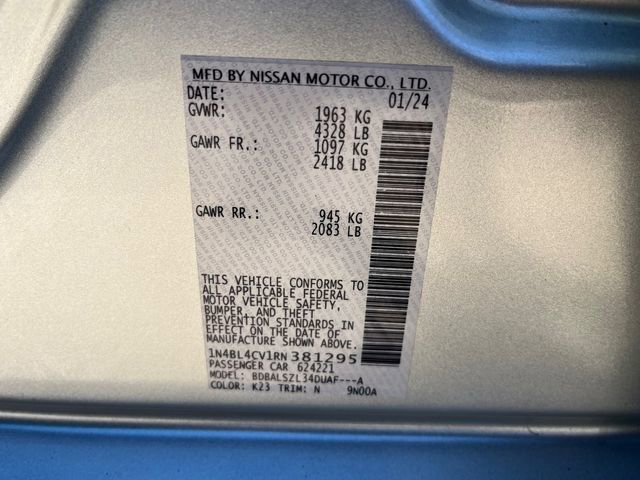 MFD BY NISSAN MOTOR CO., LTD.
DATE: 01/24
GVWR: 1963 KG
4328 LB
GAWR FR.: 1097 KG
2418 LB
GAWR RR.: 945 KG
2083 LB
THIS VEHICLE CONFORMS TO
ALL APPLICABLE FEDERAL
MOTOR VEHICLE SAFETY,
BUMPER, AND THEFT
PREVENTION STANDARDS IN
EFFECT ON THE DATE OF
MANUFACTURE SHOWN ABOVE.
1N4BL4CV1RN381295
PASSENGER CAR 624221
MODEL: BDBALSZL34DUAF---A
COLOR: K23 TRIM: N 9N00A